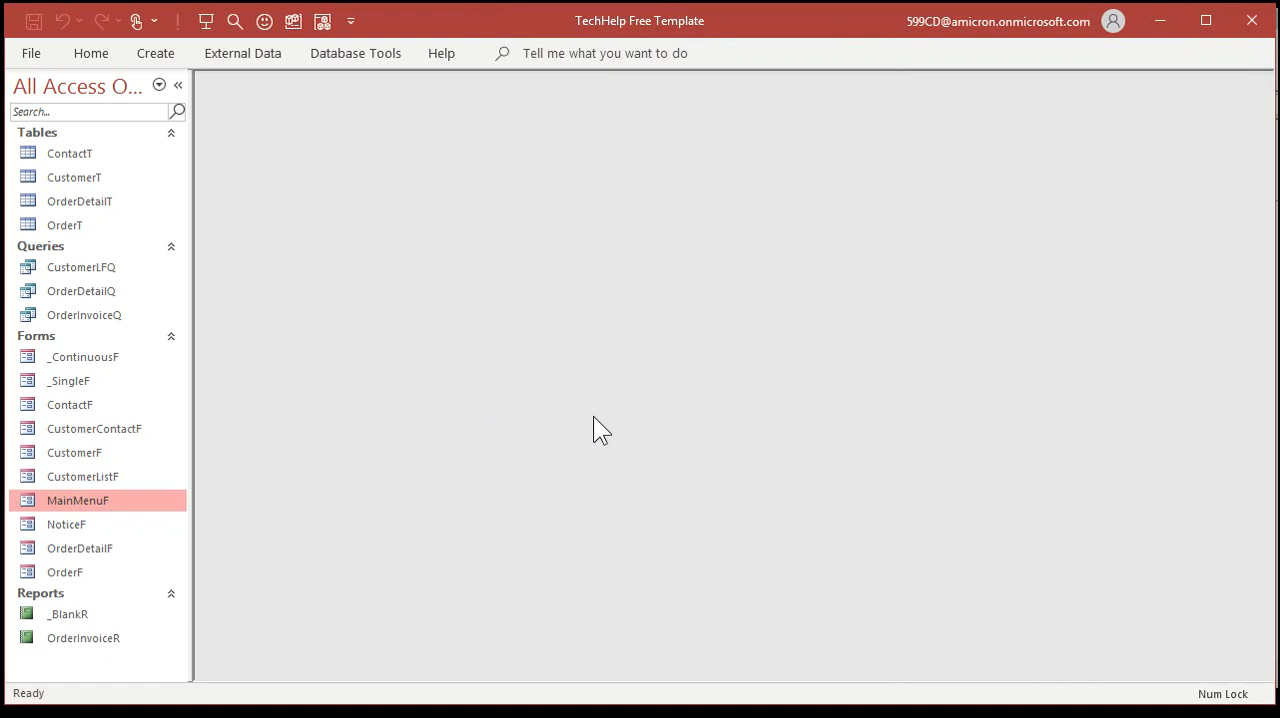 TechHelp Free Template
599CD@amicron.onmicrosoft.com
File Home Create External Data Database Tools Help Tell me what you want to do
All Access O...
Search...
Tables
ContactT
CustomerT
OrderDetailT
OrderT
Queries
CustomerLFQ
OrderDetailQ
OrderInvoiceQ
Forms
_ContinuousF
_SingleF
ContactF
CustomerContactF
CustomerF
CustomerListF
MainMenuF
NoticeF
OrderDetailF
OrderF
Reports
_BlankR
OrderInvoiceR
Ready
Num Lock